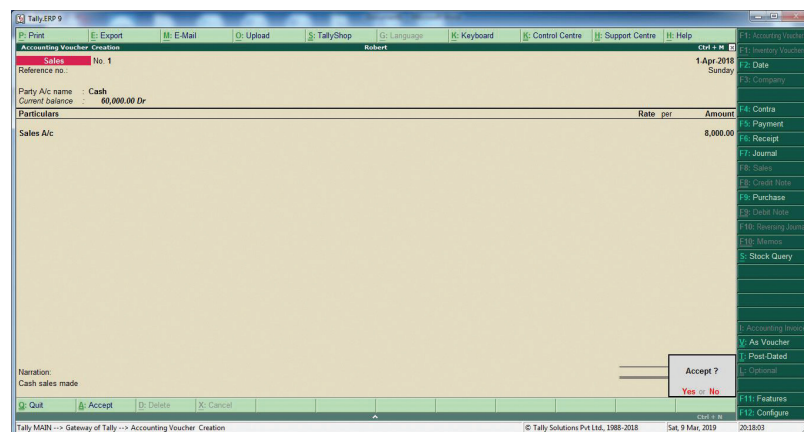 Tally.ERP 9
P: Print E: Export M: E-Mail O: Upload S: TallyShop G: Language K: Keyboard K: Control Centre H: Support Centre H: Help
Accounting Voucher Creation Robert Ctrl + M
Sales No. 1 1-Apr-2018
Reference no.: Sunday
Party A/c name : Cash
Current balance : 60,000.00 Dr
Particulars Rate per Amount
Sales A/c 8,000.00
Narration:
Cash sales made
Accept ?
Yes or No
Q: Quit A: Accept D: Delete X: Cancel
Ctrl + N
Tally MAIN --> Gateway of Tally --> Accounting Voucher Creation © Tally Solutions Pvt Ltd., 1988-2018 Sat, 9 Mar, 2019 20:18:03
F1: Accounting Vouche
F1: Inventory Vouche
F2: Date
F3: Company
F4: Contra
F5: Payment
F6: Receipt
F7: Journal
F8: Sales
F8: Credit Note
F9: Purchase
F9: Debit Note
F10: Reversing Journ
F10: Memos
S: Stock Query
I: Accounting Invoic
V: As Voucher
T: Post-Dated
L: Optional
F11: Features
F12: Configure